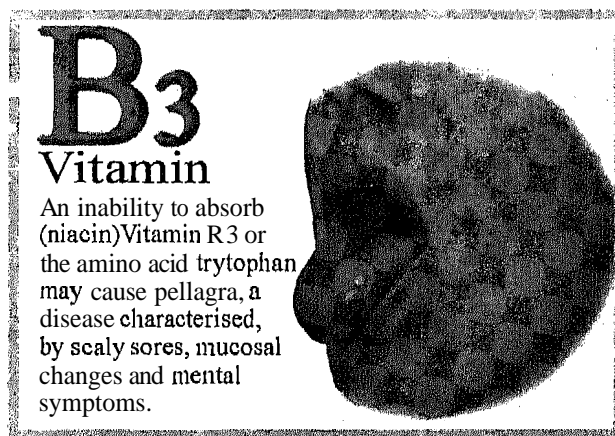 B3
Vitamin
An inability to absorb
(niacin)Vitamin R3 or
the amino acid trytophan
may cause pellagra, a
disease characterised,
by scaly sores, mucosal
changes and mental
symptoms.